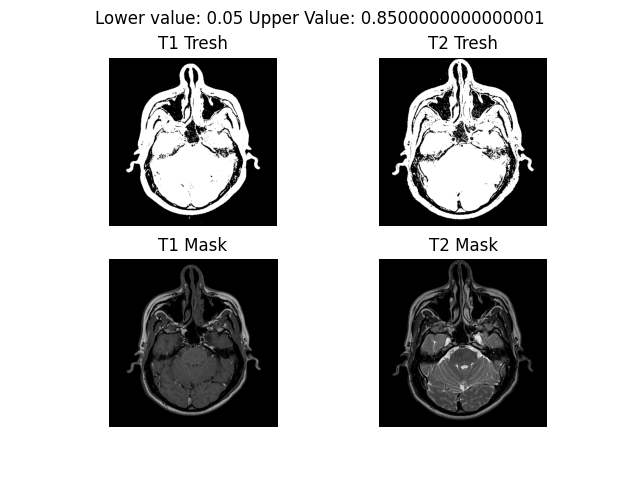 Lower value: 0.05 Upper Value: 0.8500000000000001
T1 Tresh
T2 Tresh
T1 Mask
T2 Mask